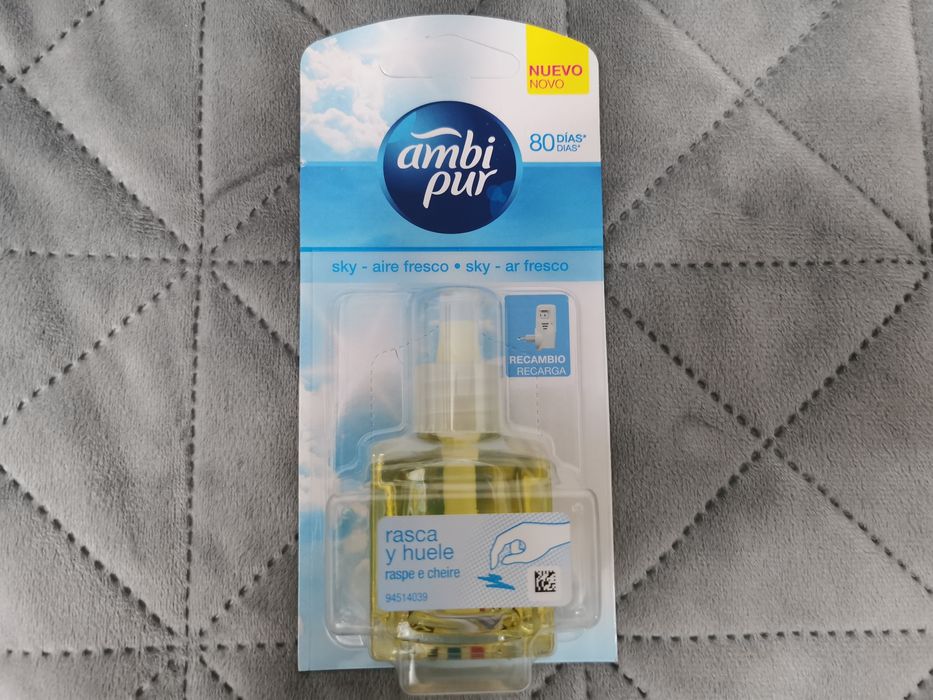 NUEVO
NOVO
ambi
pur
80 DÍAS*
DIAS*
sky - aire fresco • sky - ar fresco
RECAMBIO
RECARGA
rasca
y huele
raspe e cheire
94514039